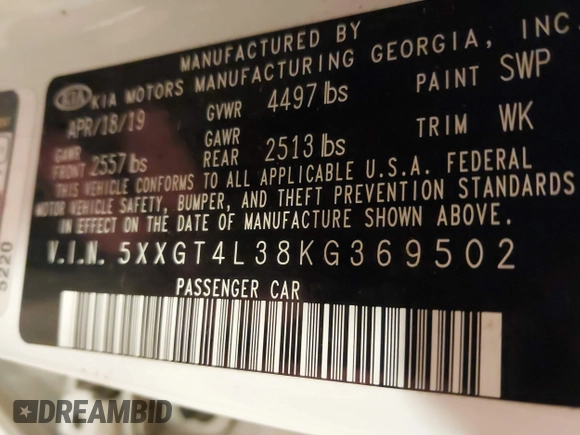 MANUFACTURED BY
KIA KIA MOTORS MANUFACTURING GEORGIA, INC
APR/18/19 GVWR 4497 lbs PAINT SWP
GAWR FRONT 2557 lbs GAWR REAR 2513 lbs TRIM WK
THIS VEHICLE CONFORMS TO ALL APPLICABLE U.S.A. FEDERAL
MOTOR VEHICLE SAFETY, BUMPER, AND THEFT PREVENTION STANDARDS
IN EFFECT ON THE DATE OF MANUFACTURE SHOWN ABOVE.
V.I.N. 5XXGT4L38KG369502
PASSENGER CAR
5220
DREAMBID